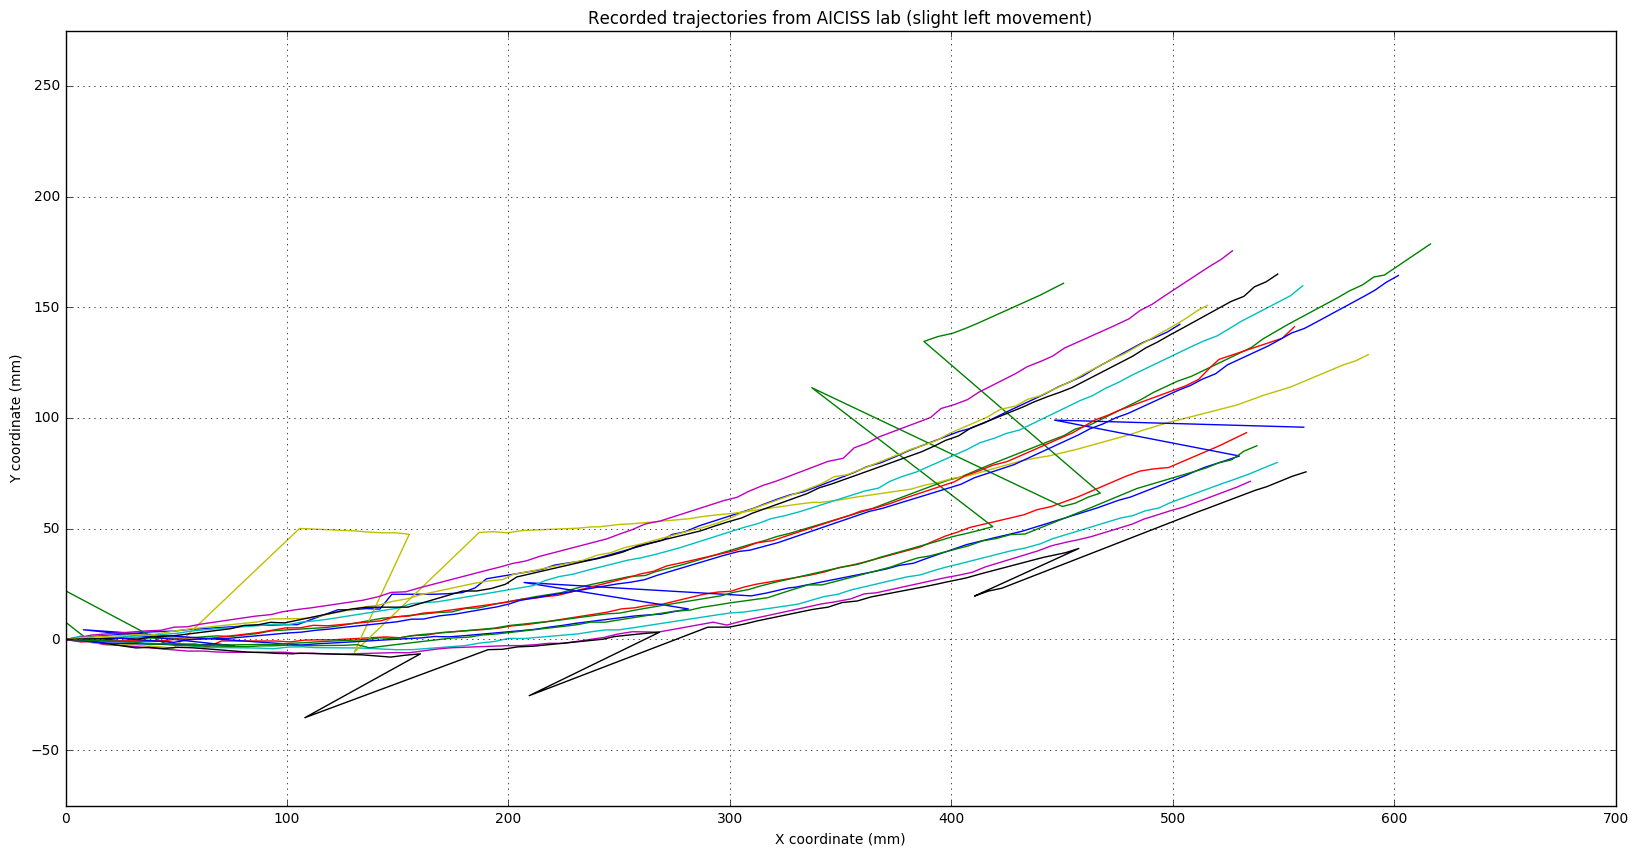 Recorded trajectories from AICISS lab (slight left movement)
250
200
150
100
50
0
−50
Y coordinate (mm)
0 100 200 300 400 500 600 700
X coordinate (mm)